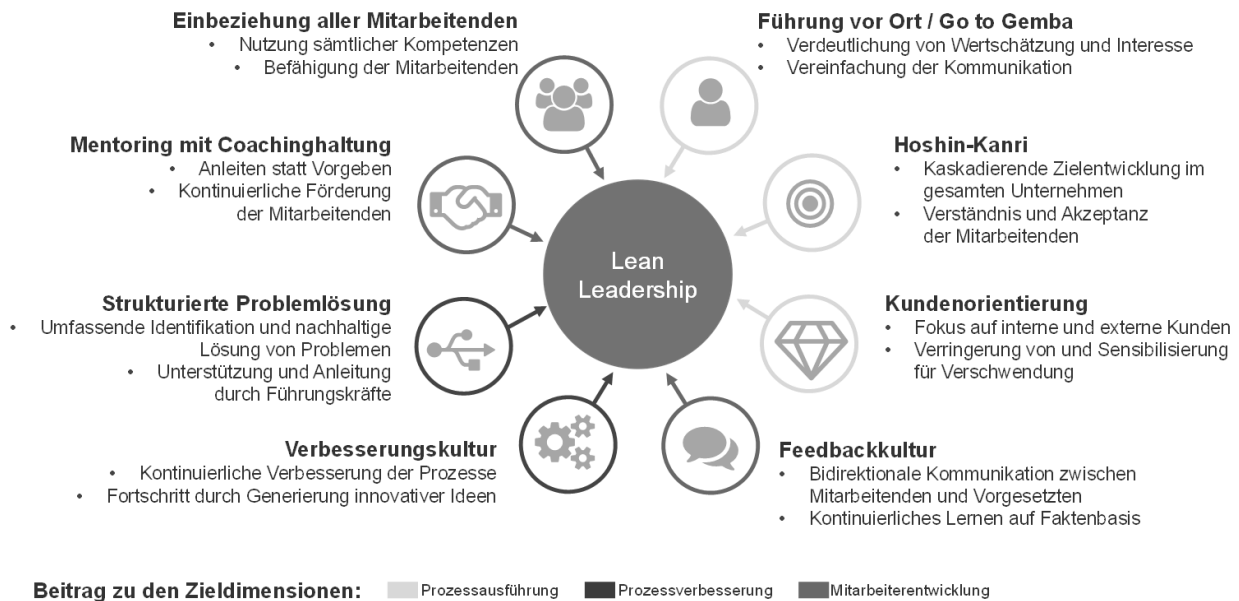 Einbeziehung aller Mitarbeitenden
• Nutzung sämtlicher Kompetenzen
• Befähigung der Mitarbeitenden
Führung vor Ort / Go to Gemba
• Verdeutlichung von Wertschätzung und Interesse
• Vereinfachung der Kommunikation
Mentoring mit Coachinghaltung
• Anleiten statt Vorgeben
• Kontinuierliche Förderung
der Mitarbeitenden
Hoshin-Kanri
• Kaskadierende Zielentwicklung im
gesamten Unternehmen
• Verständnis und Akzeptanz
der Mitarbeitenden
Lean
Leadership
Strukturierte Problemlösung
• Umfassende Identifikation und nachhaltige
Lösung von Problemen
• Unterstützung und Anleitung
durch Führungskräfte
Kundenorientierung
• Fokus auf interne und externe Kunden
• Verringerung von und Sensibilisierung
für Verschwendung
Verbesserungskultur
• Kontinuierliche Verbesserung der Prozesse
• Fortschritt durch Generierung innovativer Ideen
Feedbackkultur
• Bidirektionale Kommunikation zwischen
Mitarbeitenden und Vorgesetzten
• Kontinuierliches Lernen auf Faktenbasis
Beitrag zu den Zieldimensionen: Prozessausführung Prozessverbesserung Mitarbeiterentwicklung